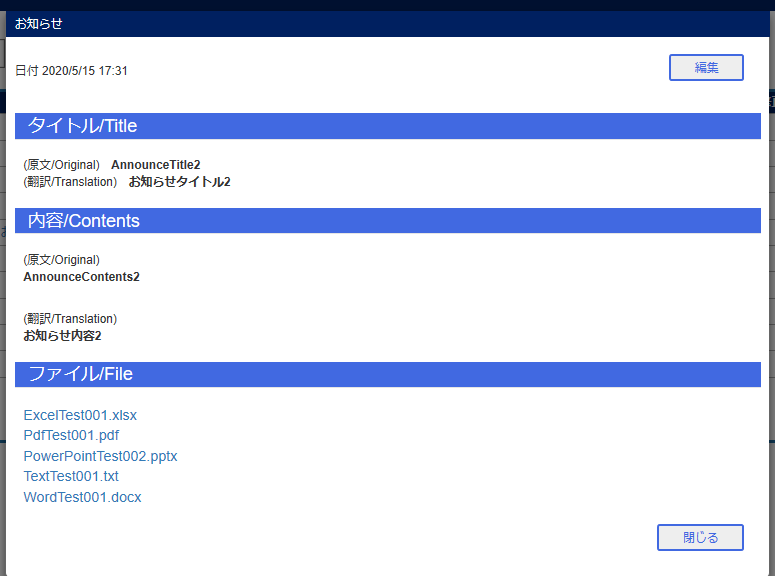 お知らせ
日付 2020/5/15 17:31
編集
タイトル/Title
(原文/Original) AnnounceTitle2
(翻訳/Translation) お知らせタイトル2
内容/Contents
(原文/Original)
AnnounceContents2
(翻訳/Translation)
お知らせ内容2
ファイル/File
ExcelTest001.xlsx
PdfTest001.pdf
PowerPointTest002.pptx
TextTest001.txt
WordTest001.docx
閉じる